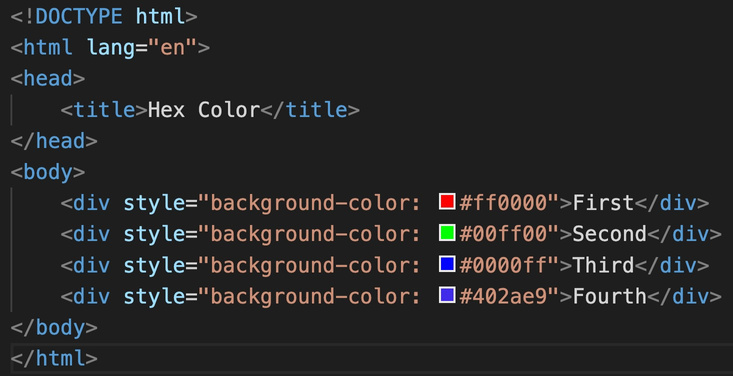 <!DOCTYPE html>
<html lang="en">
<head>
    <title>Hex Color</title>
</head>
<body>
    <div style="background-color: #ff0000">First</div>
    <div style="background-color: #00ff00">Second</div>
    <div style="background-color: #0000ff">Third</div>
    <div style="background-color: #402ae9">Fourth</div>
</body>
</html>